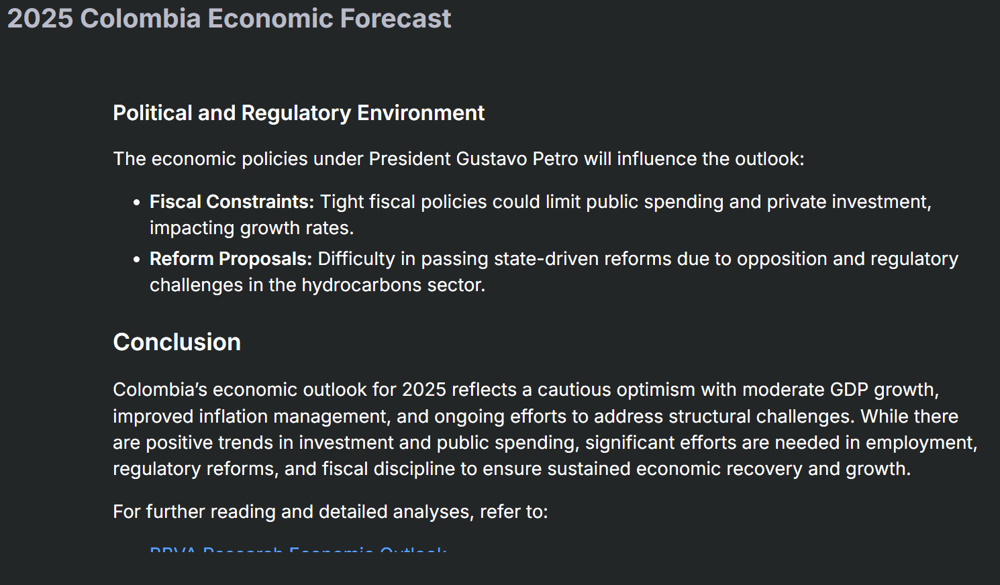 2025 Colombia Economic Forecast
Political and Regulatory Environment
The economic policies under President Gustavo Petro will influence the outlook:
• Fiscal Constraints: Tight fiscal policies could limit public spending and private investment,
impacting growth rates.
• Reform Proposals: Difficulty in passing state-driven reforms due to opposition and regulatory
challenges in the hydrocarbons sector.
Conclusion
Colombia’s economic outlook for 2025 reflects a cautious optimism with moderate GDP growth,
improved inflation management, and ongoing efforts to address structural challenges. While there
are positive trends in investment and public spending, significant efforts are needed in employment,
regulatory reforms, and fiscal discipline to ensure sustained economic recovery and growth.
For further reading and detailed analyses, refer to:
BBVA Research Economic Outlook